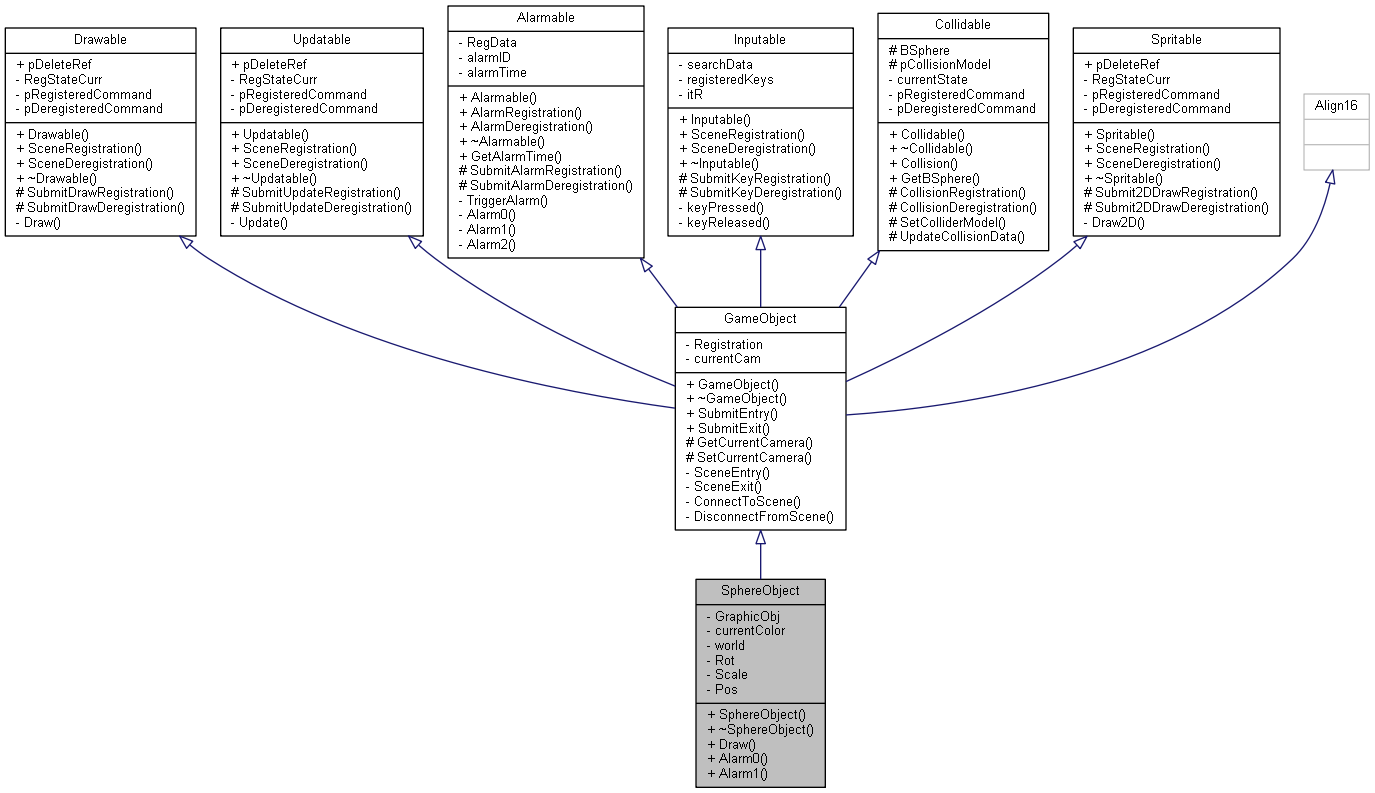 Drawable
+ pDeleteRef
- RegStateCurr
- pRegisteredCommand
- pDeregisteredCommand
+ Drawable()
+ SceneRegistration()
+ SceneDeregistration()
+ ~Drawable()
# SubmitDrawRegistration()
# SubmitDrawDeregistration()
- Draw()
Updatable
+ pDeleteRef
- RegStateCurr
- pRegisteredCommand
- pDeregisteredCommand
+ Updatable()
+ SceneRegistration()
+ SceneDeregistration()
+ ~Updatable()
# SubmitUpdateRegistration()
# SubmitUpdateDeregistration()
- Update()
Alarmable
- RegData
- alarmID
- alarmTime
+ Alarmable()
+ AlarmRegistration()
+ AlarmDeregistration()
+ ~Alarmable()
+ GetAlarmTime()
# SubmitAlarmRegistration()
# SubmitAlarmDeregistration()
- TriggerAlarm()
- Alarm0()
- Alarm1()
- Alarm2()
Inputable
- searchData
- registeredKeys
- itR
+ Inputable()
+ SceneRegistration()
+ SceneDeregistration()
+ ~Inputable()
# SubmitKeyRegistration()
# SubmitKeyDeregistration()
- keyPressed()
- keyReleased()
Collidable
# BSphere
# pCollisionModel
- currentState
- pRegisteredCommand
- pDeregisteredCommand
+ Collidable()
+ ~Collidable()
+ Collision()
+ GetBSphere()
# CollisionRegistration()
# CollisionDeregistration()
# SetColliderModel()
# UpdateCollisionData()
Spritable
+ pDeleteRef
- RegStateCurr
- pRegisteredCommand
- pDeregisteredCommand
+ Spritable()
+ SceneRegistration()
+ SceneDeregistration()
+ ~Spritable()
# Submit2DDrawRegistration()
# Submit2DDrawDeregistration()
- Draw2D()
Align16
GameObject
- Registration
- currentCam
+ GameObject()
+ ~GameObject()
+ SubmitEntry()
+ SubmitExit()
# GetCurrentCamera()
# SetCurrentCamera()
- SceneEntry()
- SceneExit()
- ConnectToScene()
- DisconnectFromScene()
SphereObject
- GraphicObj
- currentColor
- world
- Rot
- Scale
- Pos
+ SphereObject()
+ ~SphereObject()
+ Draw()
+ Alarm0()
+ Alarm1()